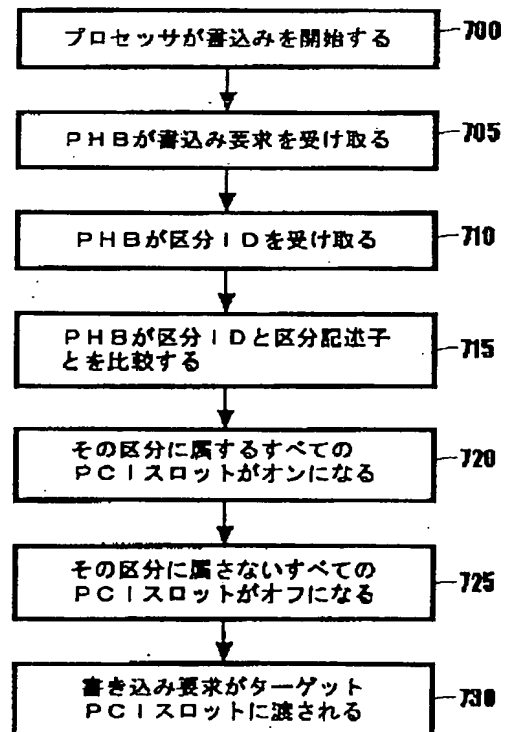 プロセッサが書込みを開始する
700
PHBが書込み要求を受け取る
705
PHBが区分IDを受け取る
710
PHBが区分IDと区分記述子
とを比較する
715
その区分に属するすべての
PCIスロットがオンになる
720
その区分に属さないすべての
PCIスロットがオフになる
725
書き込み要求がターゲット
PCIスロットに渡される
730